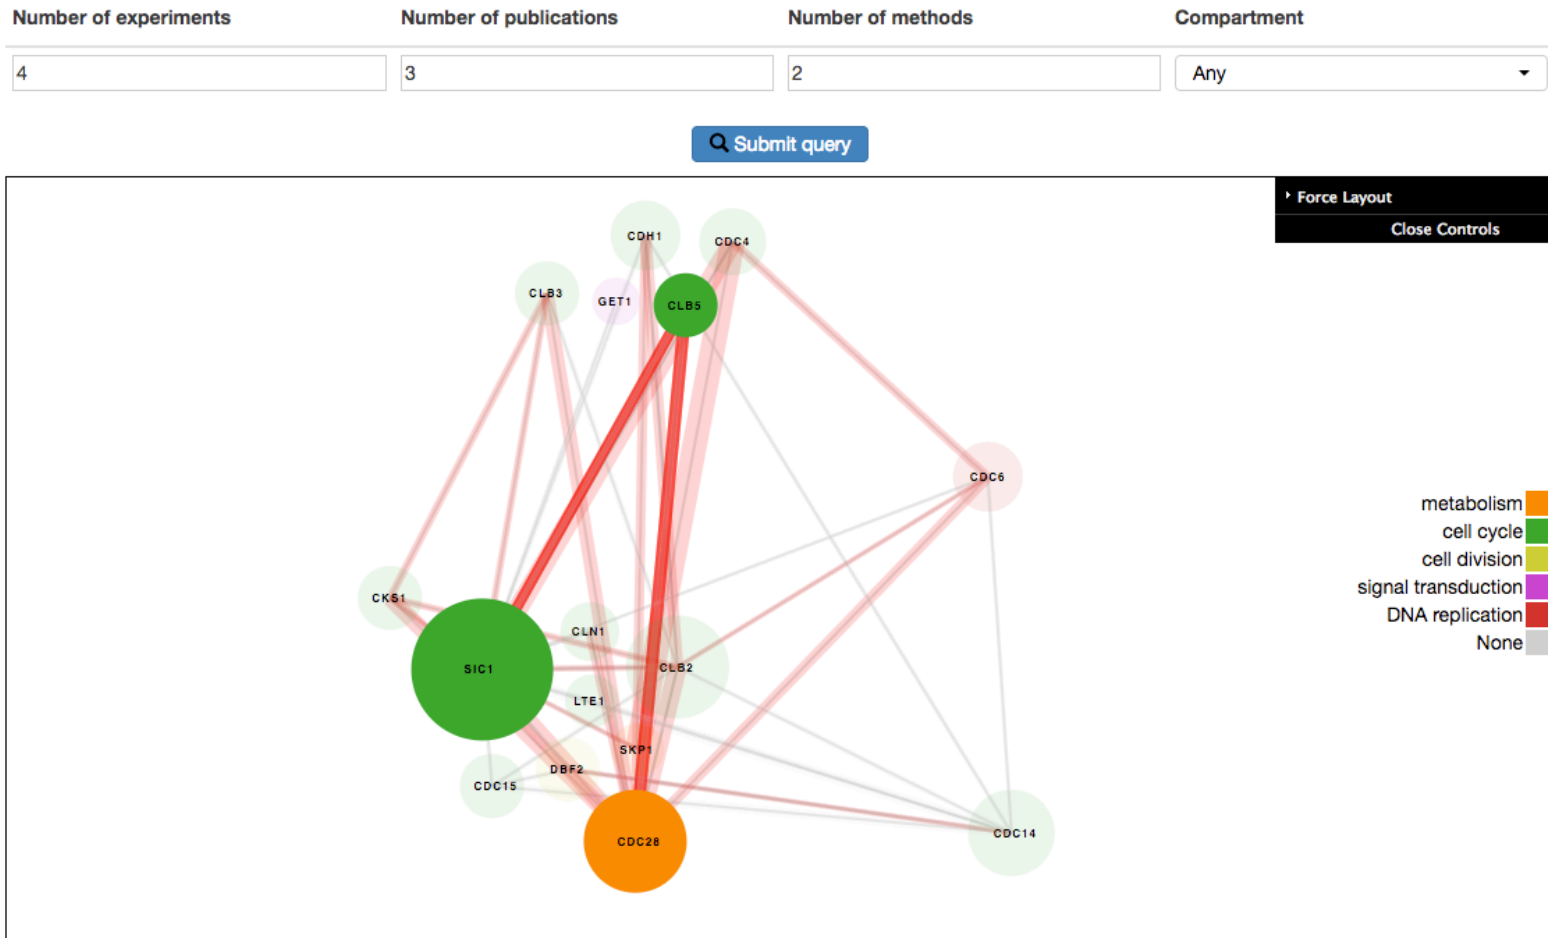 Number of experiments Number of publications Number of methods Compartment
4 3 2 Any
Submit query
Force Layout
Close Controls
CDH1
CDC4
CLB3
GET1
CLB5
CDC6
metabolism
cell cycle
cell division
signal transduction
DNA replication
None
CKS1
CLN1
SIC1
CLB2
LTE1
SKP1
DBF2
CDC15
CDC28
CDC14